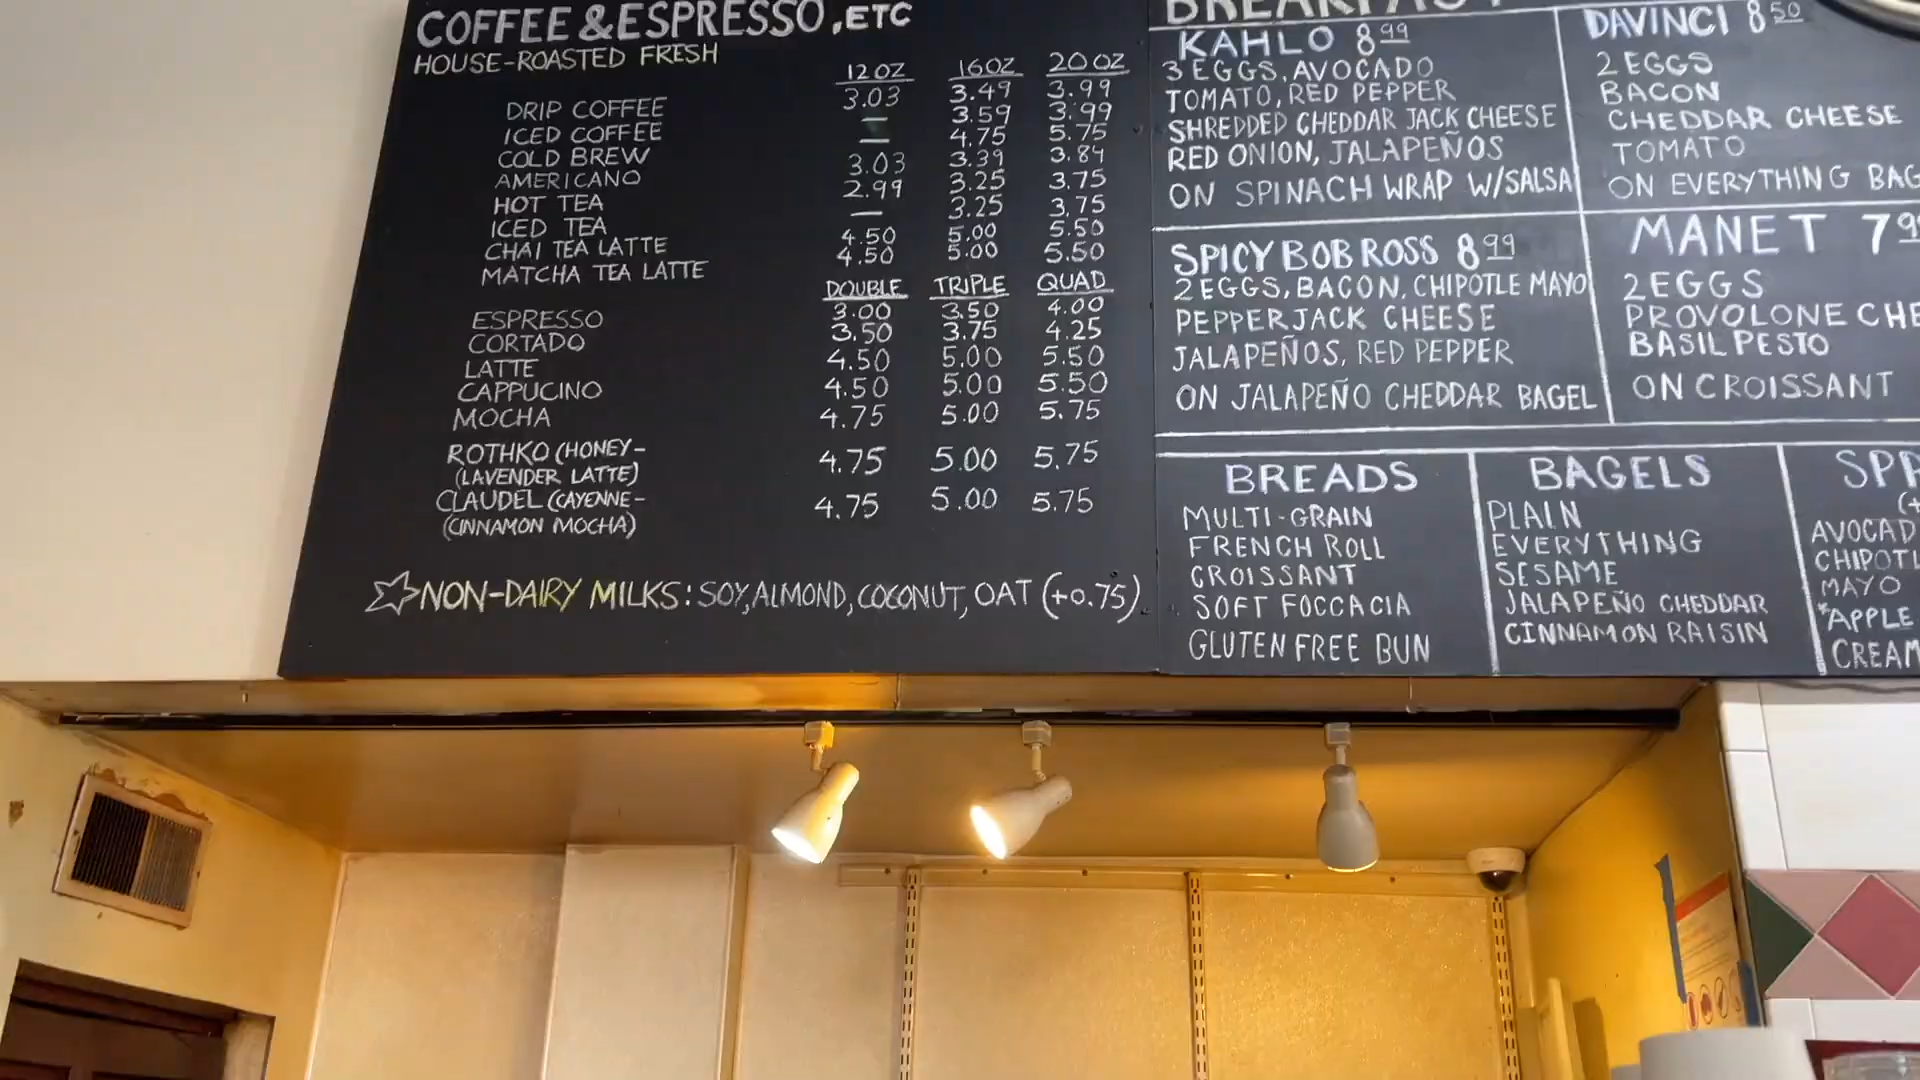 COFFEE & ESPRESSO, ETC
HOUSE-ROASTED FRESH
12 OZ 16 OZ 20 OZ
DRIP COFFEE 3.03 3.49 3.99
ICED COFFEE — 3.59 3.99
COLD BREW — 4.75 5.75
AMERICANO 3.03 3.39 3.84
HOT TEA 2.99 3.25 3.75
ICED TEA — 3.25 3.75
CHAI TEA LATTE 4.50 5.00 5.50
MATCHA TEA LATTE 4.50 5.00 5.50
DOUBLE TRIPLE QUAD
ESPRESSO 3.00 3.50 4.00
CORTADO 3.50 3.75 4.25
LATTE 4.50 5.00 5.50
CAPPUCINO 4.50 5.00 5.50
MOCHA 4.75 5.00 5.75
ROTHKO (HONEY-
(LAVENDER LATTE) 4.75 5.00 5.75
CLAUDEL (CAYENNE-
(CINNAMON MOCHA) 4.75 5.00 5.75
NON-DAIRY MILKS: SOY, ALMOND, COCONUT, OAT (+0.75)
BREAKFAST
KAHLO 8.99
3 EGGS, AVOCADO
TOMATO, RED PEPPER
SHREDDED CHEDDAR JACK CHEESE
RED ONION, JALAPEÑOS
ON SPINACH WRAP W/SALSA
DAVINCI 8.50
2 EGGS
BACON
CHEDDAR CHEESE
TOMATO
ON EVERYTHING BAG
SPICY BOB ROSS 8.99
2 EGGS, BACON, CHIPOTLE MAYO
PEPPERJACK CHEESE
JALAPEÑOS, RED PEPPER
ON JALAPEÑO CHEDDAR BAGEL
MANET 7.9
2 EGGS
PROVOLONE CHE
BASIL PESTO
ON CROISSANT
BREADS
MULTI-GRAIN
FRENCH ROLL
CROISSANT
SOFT FOCCACIA
GLUTEN FREE BUN
BAGELS
PLAIN
EVERYTHING
SESAME
JALAPEÑO CHEDDAR
CINNAMON RAISIN
SPR
(+
AVOCAD
CHIPOTL
MAYO
*APPLE
CREAM